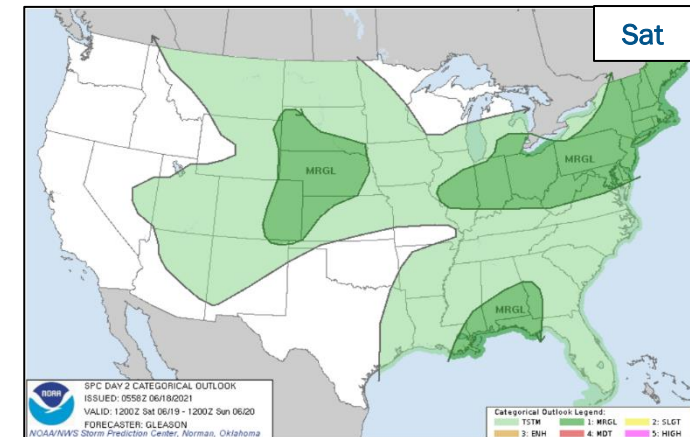 Sat
MRGL
MRGL
MRGL
NOAA
SPC DAY 2 CATEGORICAL OUTLOOK
ISSUED: 0558Z 06/18/2021
VALID: 1200Z Sat 06/19 - 1200Z Sun 06/20
FORECASTER: GLEASON
NOAA/NWS Storm Prediction Center, Norman, Oklahoma
Categorical Outlook Legend:
TSTM 1: MRGL 2: SLGT
3: ENH 4: MDT 5: HIGH